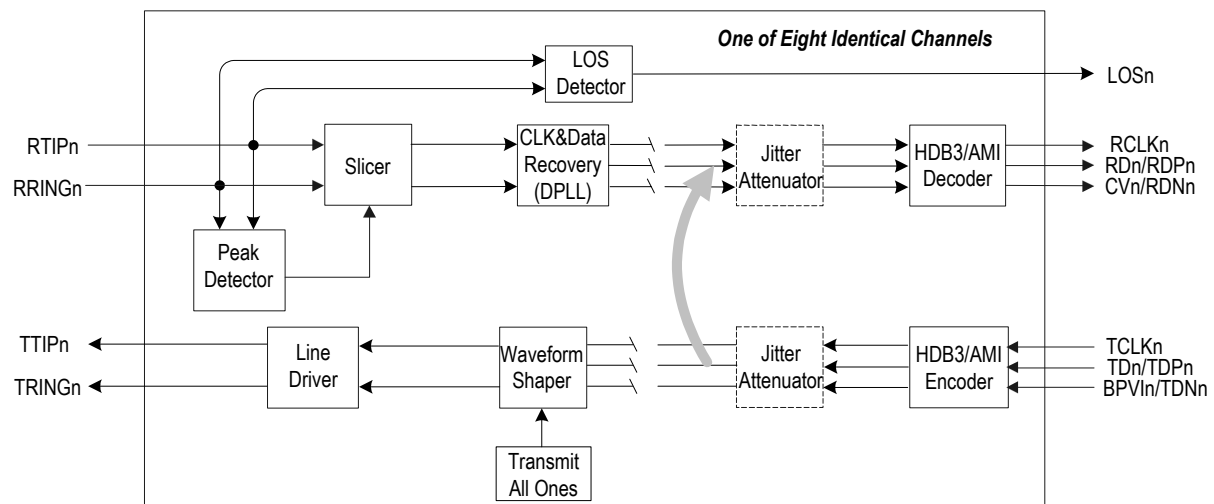 One of Eight Identical Channels
LOS
Detector
LOSn
RTIPn
RRINGn
Slicer
CLK&Data
Recovery
(DPLL)
Jitter
Attenuator
HDB3/AMI
Decoder
RCLKn
RDn/RDPn
CVn/RDNn
Peak
Detector
TTIPn
TRINGn
Line
Driver
Waveform
Shaper
Jitter
Attenuator
HDB3/AMI
Encoder
TCLKn
TDn/TDPn
BPVIn/TDNn
Transmit
All Ones